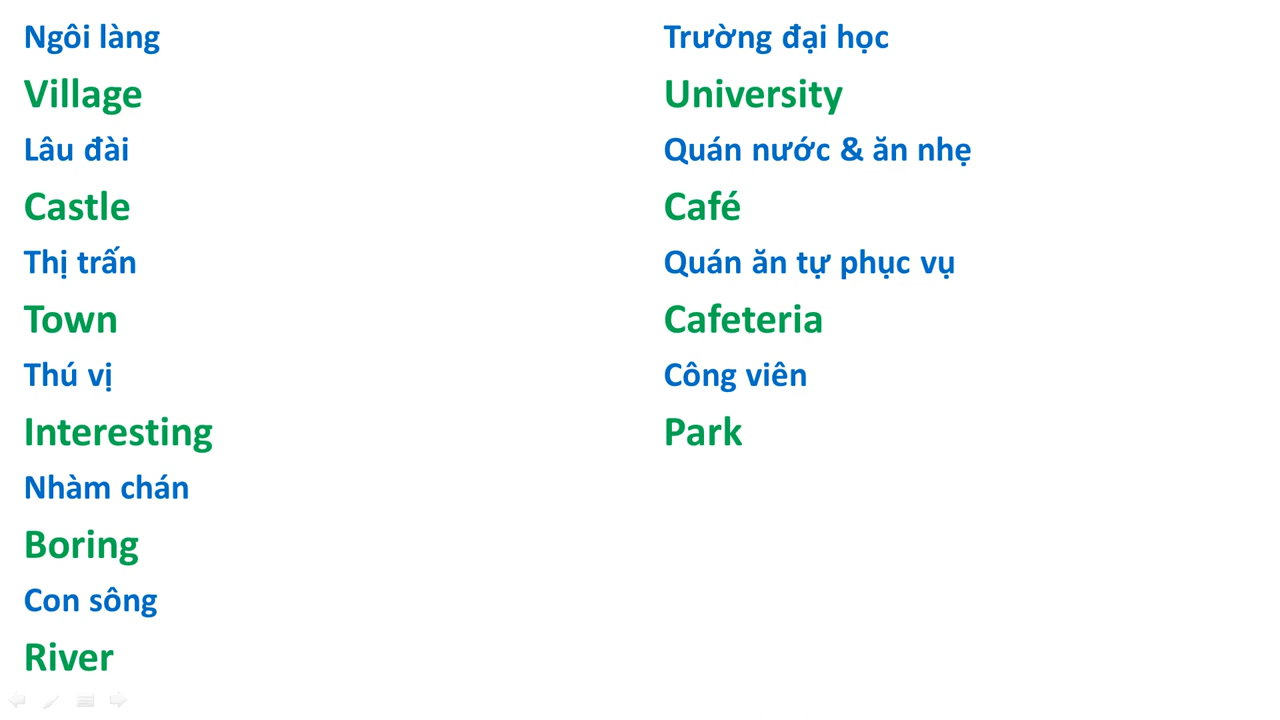 Ngôi làng
Village
Lâu đài
Castle
Thị trấn
Town
Thú vị
Interesting
Nhàm chán
Boring
Con sông
River
Trường đại học
University
Quán nước & ăn nhẹ
Café
Quán ăn tự phục vụ
Cafeteria
Công viên
Park